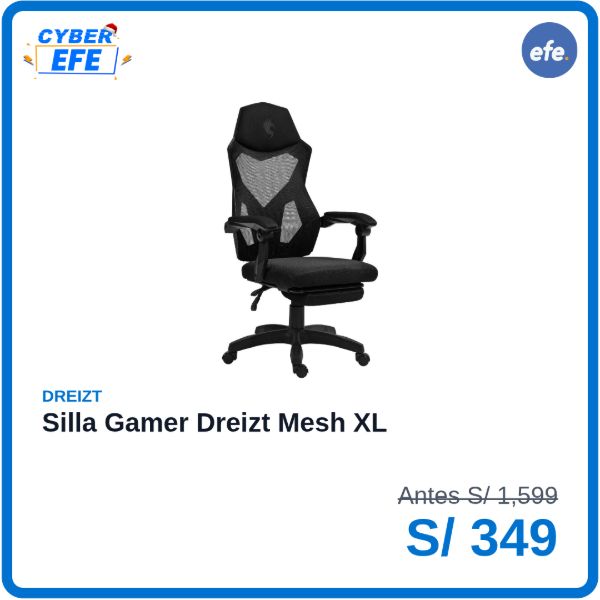 CYBER
EFE
efe.
DREIZT
Silla Gamer Dreizt Mesh XL
Antes S/ 1,599
S/ 349